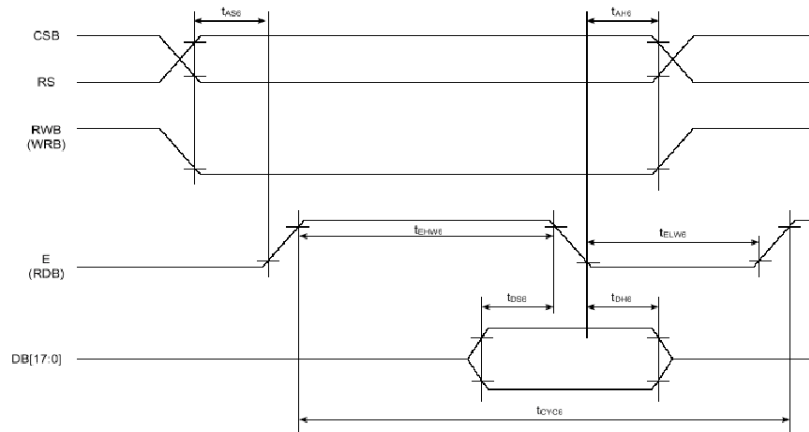 tAS6
tAH6
CSB
RS
RWB
(WRB)
tEHW6
tELW6
E
(RDB)
tDS6
tDH6
DB[17:0]
tCYC6